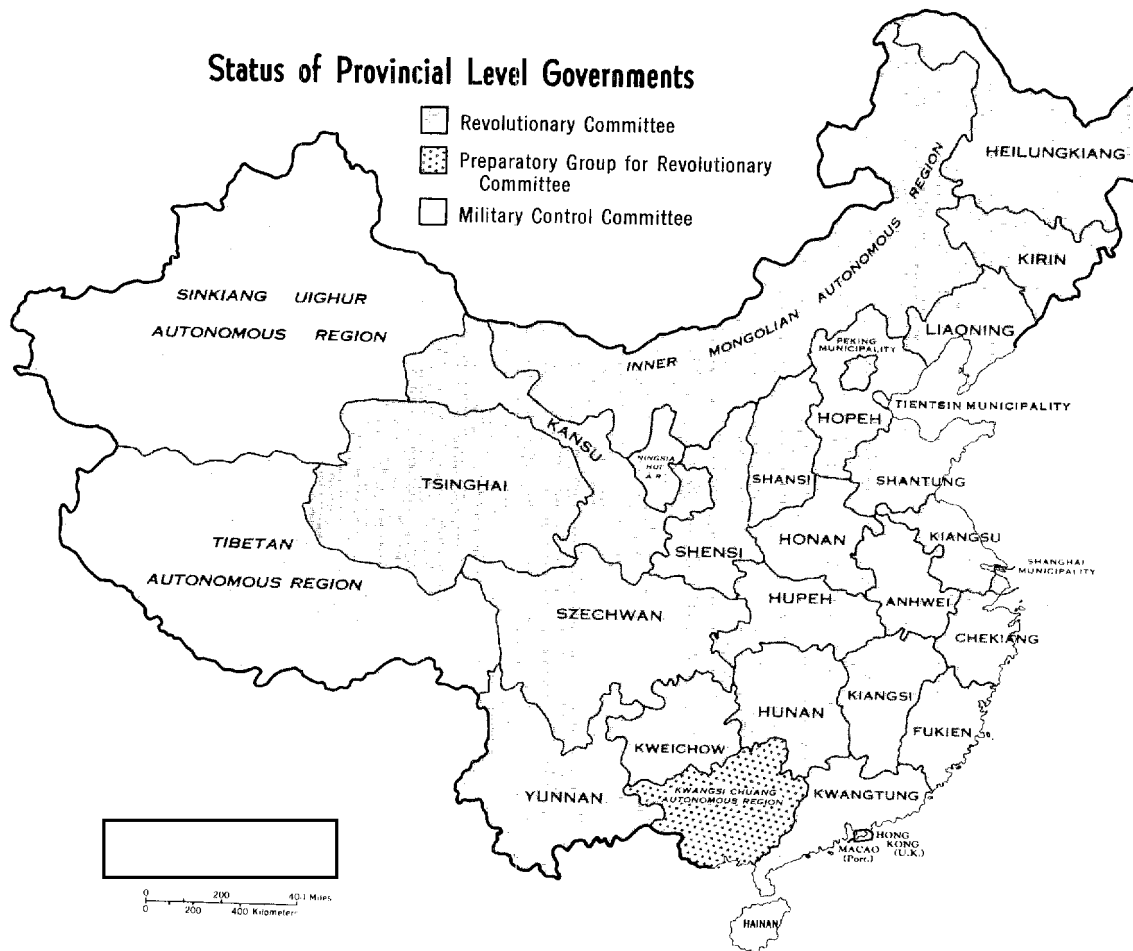 Status of Provincial Level Governments
Revolutionary Committee
Preparatory Group for Revolutionary
Committee
Military Control Committee
HEILUNGKIANG
KIRIN
LIAONING
INNER MONGOLIAN AUTONOMOUS REGION
SINKIANG UIGHUR
AUTONOMOUS REGION
PEKING
MUNICIPALITY
TIENTSIN MUNICIPALITY
HOPEH
KANSU
NINGSIA
HUI
A.R.
SHANSI
SHANTUNG
TSINGHAI
TIBETAN
AUTONOMOUS REGION
SHENSI
HONAN
KIANGSU
SHANGHAI
MUNICIPALITY
SZECHWAN
HUPEH
ANHWEI
CHEKIANG
HUNAN
KIANGSI
FUKIEN
KWEICHOW
YUNNAN
KWANGSI CHUANG
AUTONOMOUS REGION
KWANGTUNG
HONG
KONG
(U.K.)
MACAO
(Port.)
HAINAN
0 200 400 Miles
0 200 400 Kilometers